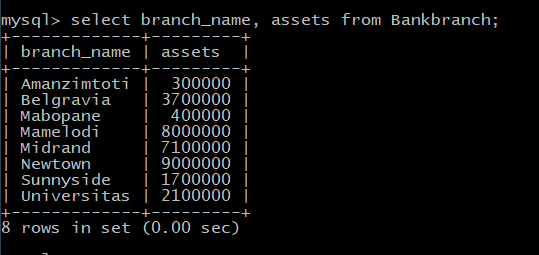 mysql> select branch_name, assets from Bankbranch;
+-------------+---------+
| branch_name | assets  |
+-------------+---------+
| Amanzimtoti |  300000 |
| Belgravia   | 3700000 |
| Mabopane    |  400000 |
| Mamelodi    | 8000000 |
| Midrand     | 7100000 |
| Newtown     | 9000000 |
| Sunnyside   | 1700000 |
| Universitas | 2100000 |
+-------------+---------+
8 rows in set (0.00 sec)